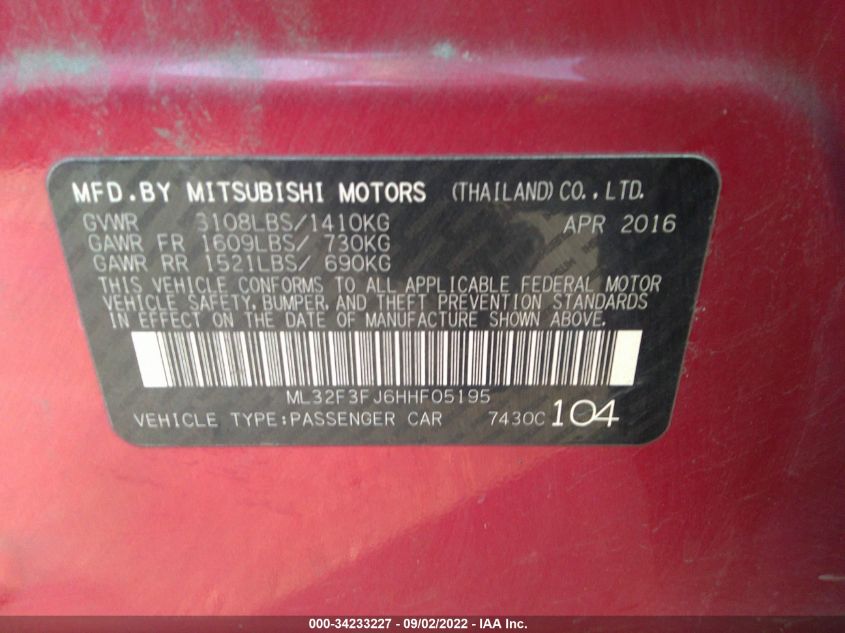 MFD.BY MITSUBISHI MOTORS (THAILAND)CO.,LTD.
GVWR 3108LBS/1410KG APR 2016
GAWR FR 1609LBS/ 730KG
GAWR RR 1521LBS/ 690KG
THIS VEHICLE CONFORMS TO ALL APPLICABLE FEDERAL MOTOR
VEHICLE SAFETY, BUMPER, AND THEFT PREVENTION STANDARDS
IN EFFECT ON THE DATE OF MANUFACTURE SHOWN ABOVE.
ML32F3FJ6HHF05195
VEHICLE TYPE:PASSENGER CAR 7430C 104
000-34233227 - 09/02/2022 - IAA Inc.